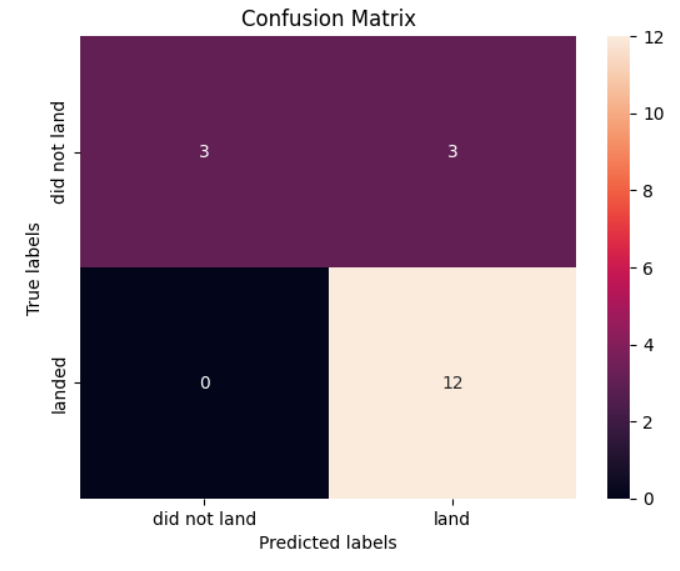 Confusion Matrix
True labels
did not land
landed
3 3
0 12
did not land land
Predicted labels
12
10
8
6
4
2
0